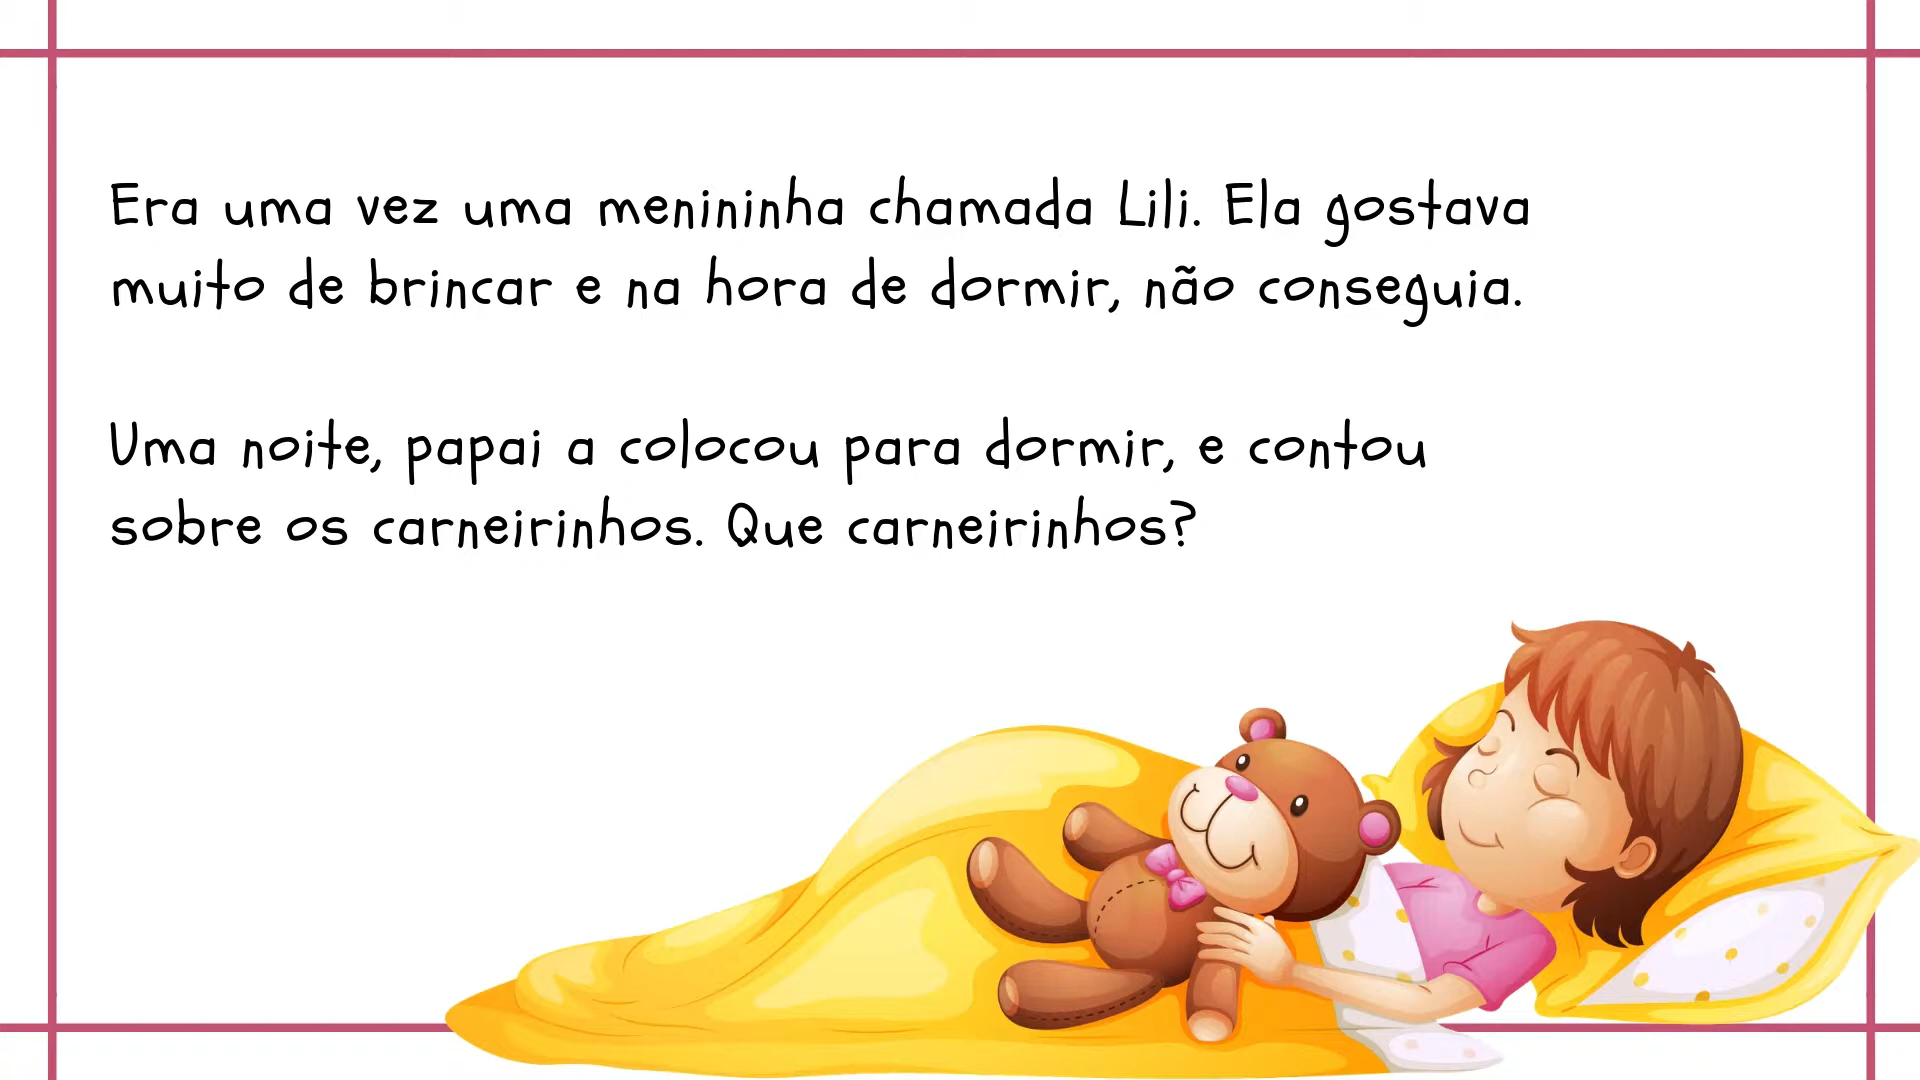 Era uma vez uma menininha chamada Lili. Ela gostava
muito de brincar e na hora de dormir, não conseguia.
Uma noite, papai a colocou para dormir, e contou
sobre os carneirinhos. Que carneirinhos?